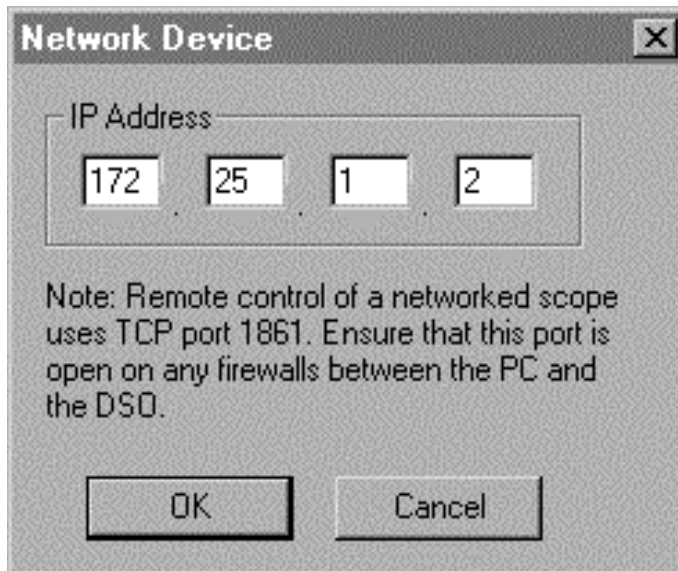 Network Device
IP Address
172 . 25 . 1 . 2
Note: Remote control of a networked scope
uses TCP port 1861. Ensure that this port is
open on any firewalls between the PC and
the DSO.
OK Cancel